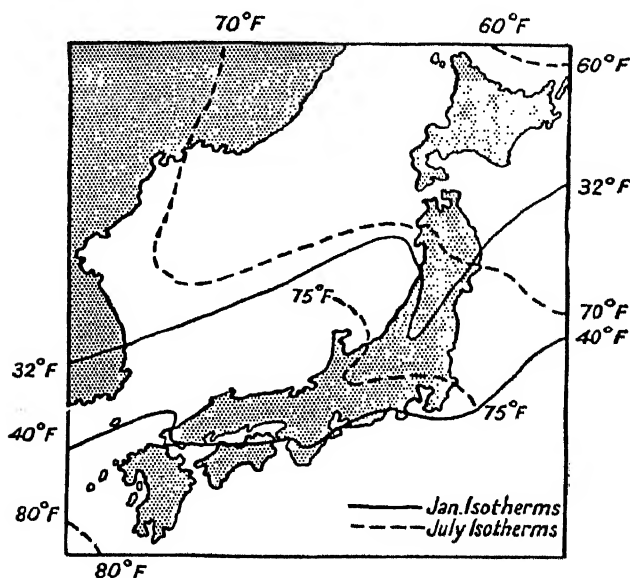 70°F
60°F
60°F
32°F
75°F
70°F
40°F
32°F
75°F
40°F
Jan. Isotherms
July Isotherms
80°F
80°F